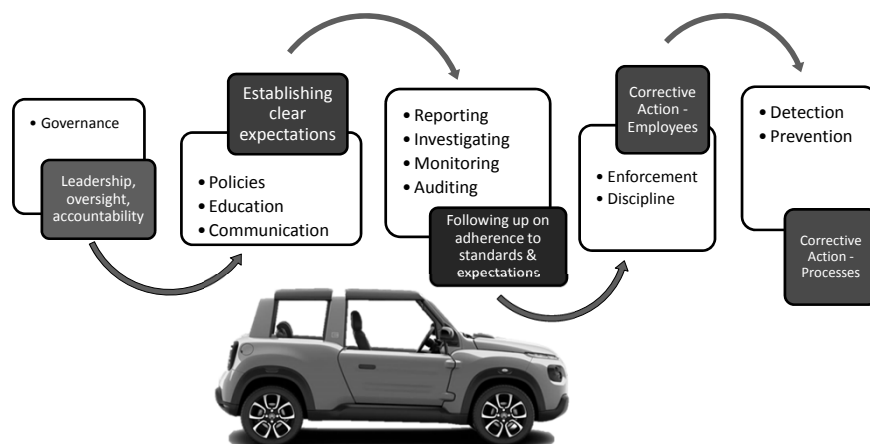 • Governance
Leadership,
oversight,
accountability
Establishing
clear
expectations
• Policies
• Education
• Communication
• Reporting
• Investigating
• Monitoring
• Auditing
Following up on
adherence to
standards &
expectations
Corrective
Action -
Employees
• Enforcement
• Discipline
• Detection
• Prevention
Corrective
Action -
Processes